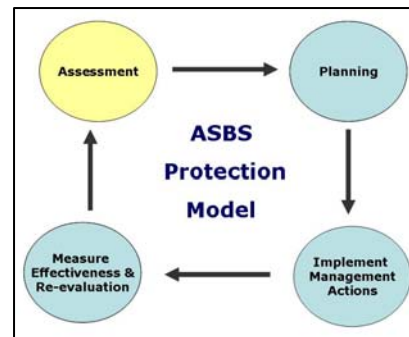 Assessment
Planning
ASBS
Protection
Model
Measure
Effectiveness &
Re-evaluation
Implement
Management
Actions